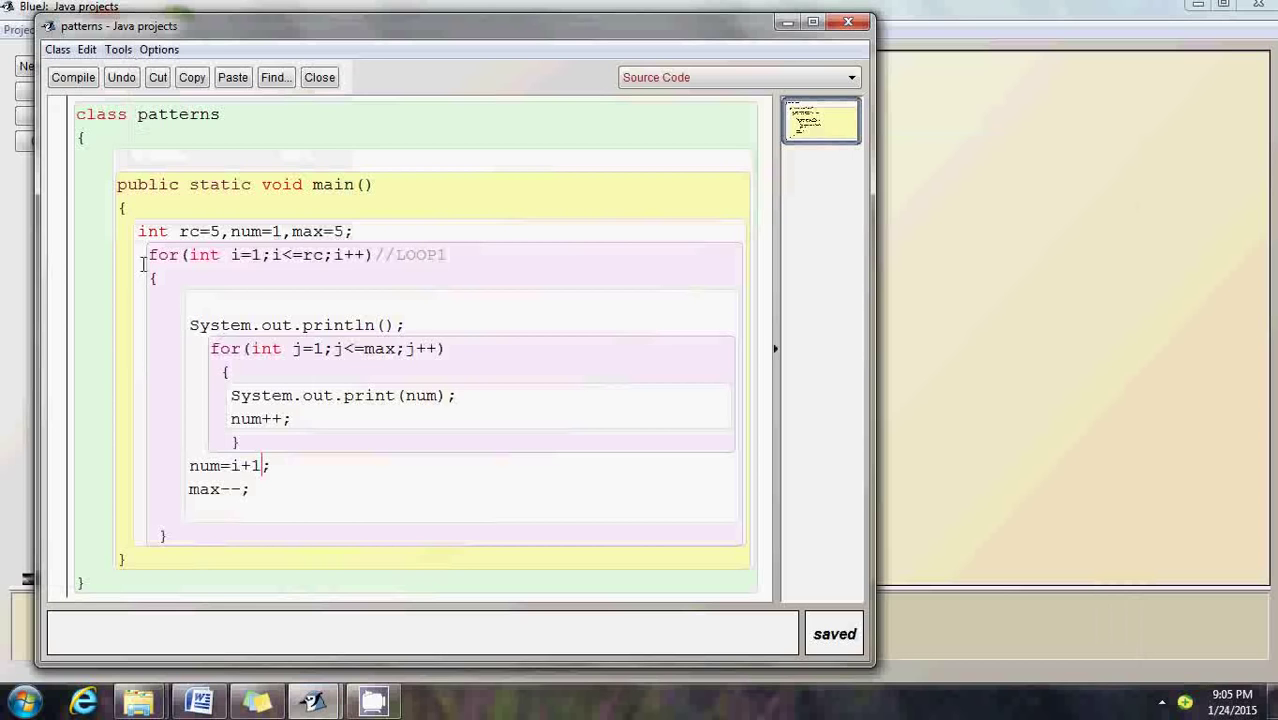 BlueJ: Java projects
patterns - Java projects
Class Edit Tools Options
Compile Undo Cut Copy Paste Find... Close
Source Code
class patterns
{
public static void main()
{
int rc=5,num=1,max=5;
for(int i=1;i<=rc;i++)//LOOP1
{
System.out.println();
for(int j=1;j<=max;j++)
{
System.out.print(num);
num++;
}
num=i+1;
max--;
}
}
}
saved
9:05 PM
1/24/2015